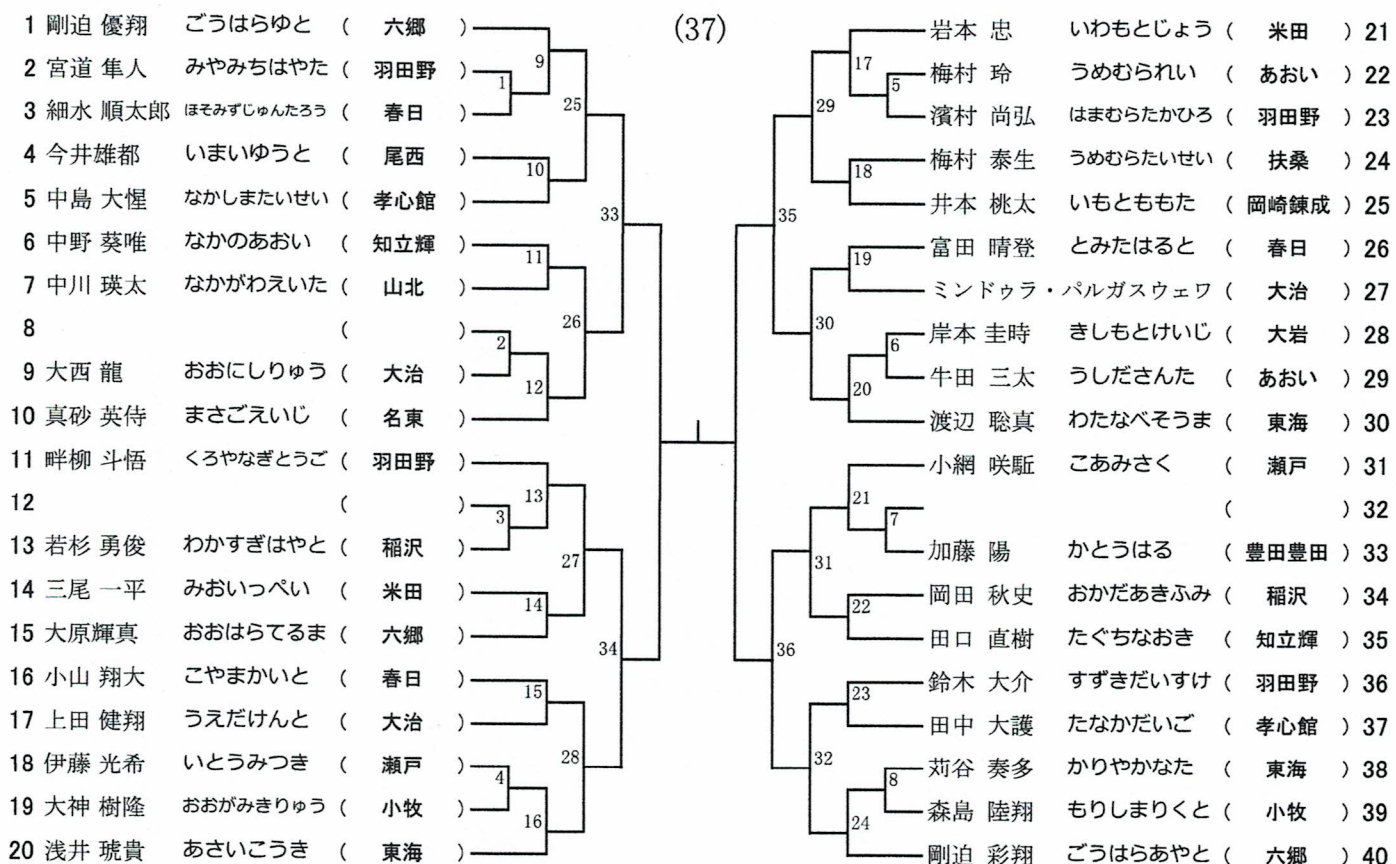 (37)
1 剛迫 優翔 ごうはらゆと ( 六郷 )
2 宮道 隼人 みやみちはやた ( 羽田野 )
3 細水 順太郎 ほそみずじゅんたろう ( 春日 )
4 今井雄都 いまいゆうと ( 尾西 )
5 中島 大惺 なかしまたいせい ( 孝心館 )
6 中野 葵唯 なかのあおい ( 知立輝 )
7 中川 瑛太 なかがわえいた ( 山北 )
8 ( )
9 大西 龍 おおにしりゅう ( 大治 )
10 真砂 英侍 まさごえいじ ( 名東 )
11 畔柳 斗悟 くろやなぎとうご ( 羽田野 )
12 ( )
13 若杉 勇俊 わかすぎはやと ( 稲沢 )
14 三尾 一平 みおいっぺい ( 米田 )
15 大原輝真 おおはらてるま ( 六郷 )
16 小山 翔大 こやまかいと ( 春日 )
17 上田 健翔 うえだけんと ( 大治 )
18 伊藤 光希 いとうみつき ( 瀬戸 )
19 大神 樹隆 おおがみきりゅう ( 小牧 )
20 浅井 琥貴 あさいこうき ( 東海 )
9
1
25
10
33
11
26
2
12
13
3
27
14
34
15
28
4
16
17
5
29
18
35
19
30
6
20
21
7
31
22
36
23
32
8
24
岩本 忠 いわもとじょう ( 米田 ) 21
梅村 玲 うめむられい ( あおい ) 22
濱村 尚弘 はまむらたかひろ ( 羽田野 ) 23
梅村 泰生 うめむらたいせい ( 扶桑 ) 24
井本 桃太 いもとももた ( 岡崎錬成 ) 25
富田 晴登 とみたはると ( 春日 ) 26
ミンドゥラ・パルガスウェワ ( 大治 ) 27
岸本 圭時 きしもとけいじ ( 大岩 ) 28
牛田 三太 うしださんた ( あおい ) 29
渡辺 聡真 わたなべそうま ( 東海 ) 30
小網 咲駈 こあみさく ( 瀬戸 ) 31
( ) 32
加藤 陽 かとうはる ( 豊田豊田 ) 33
岡田 秋史 おかだあきふみ ( 稲沢 ) 34
田口 直樹 たぐちなおき ( 知立輝 ) 35
鈴木 大介 すずきだいすけ ( 羽田野 ) 36
田中 大護 たなかだいご ( 孝心館 ) 37
苅谷 奏多 かりやかなた ( 東海 ) 38
森島 陸翔 もりしまりくと ( 小牧 ) 39
剛迫 彩翔 ごうはらあやと ( 六郷 ) 40